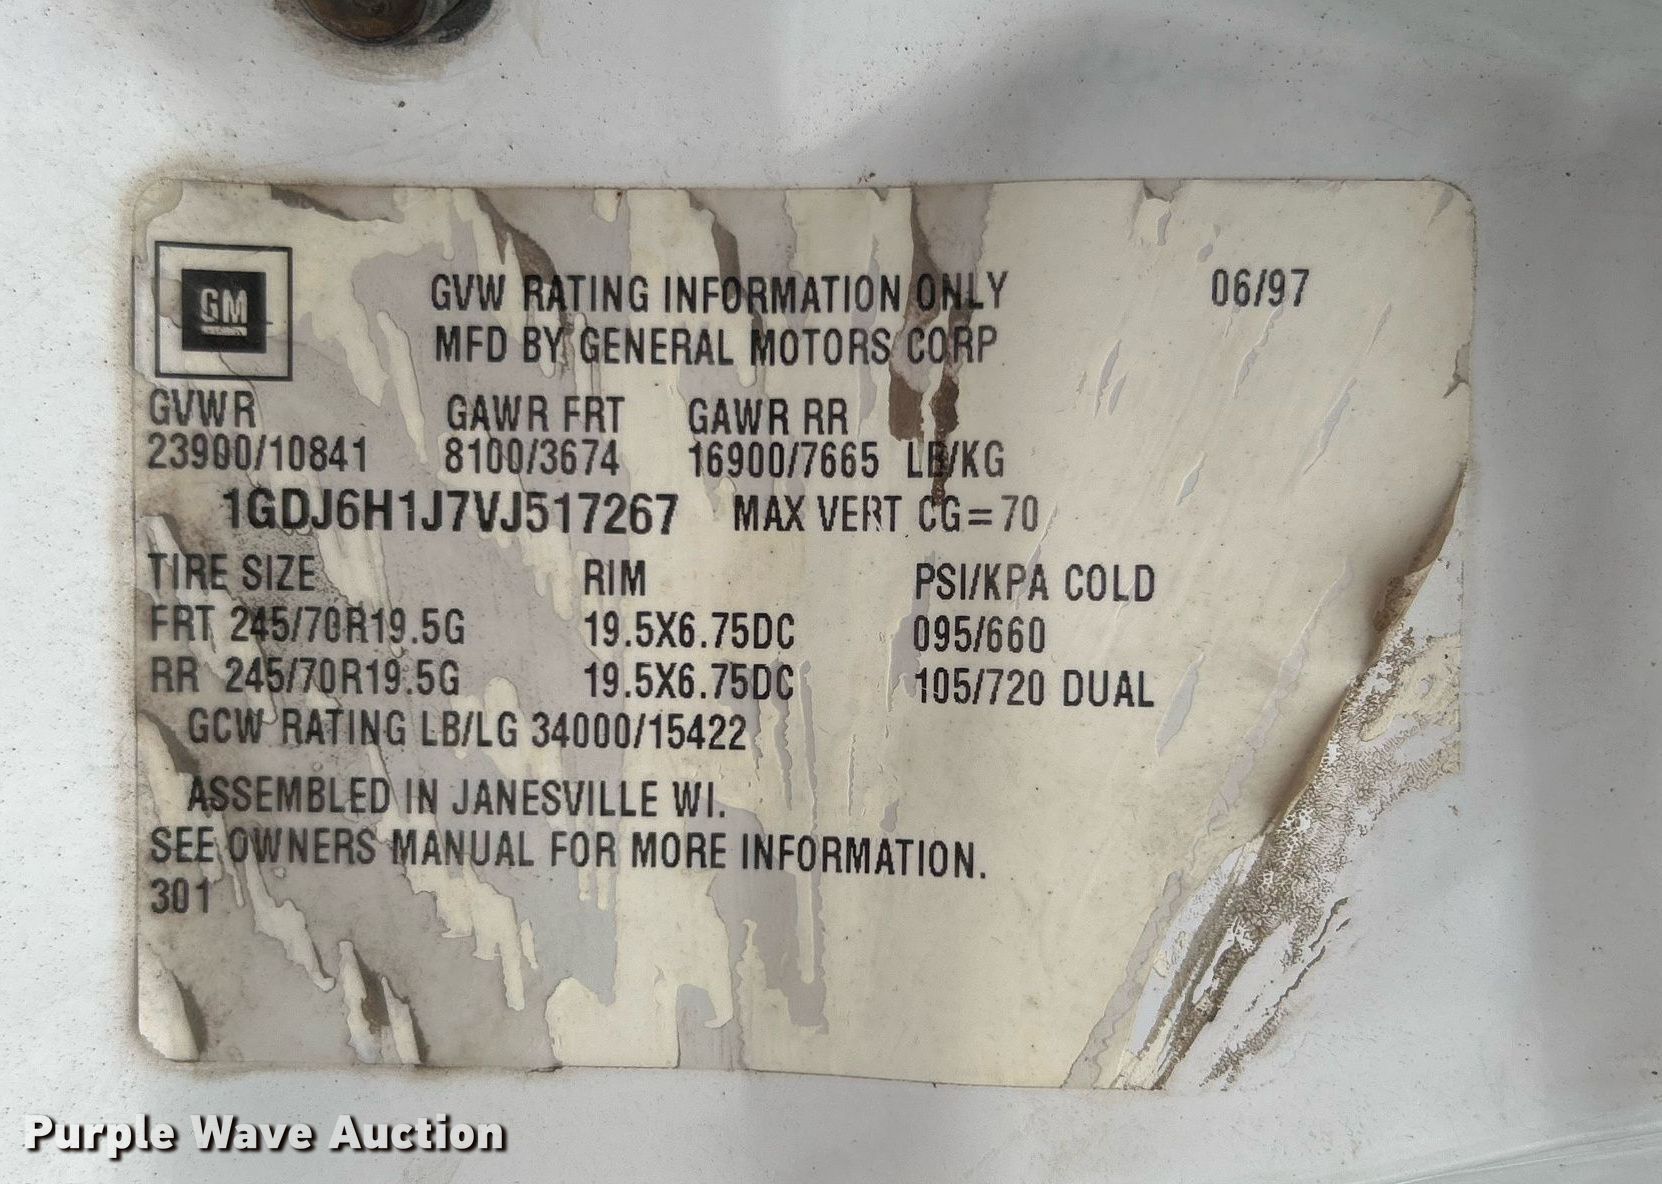 GM
GVW RATING INFORMATION ONLY 06/97
MFD BY GENERAL MOTORS CORP
GVWR GAWR FRT GAWR RR
23900/10841 8100/3674 16900/7665 LB/KG
1GDJ6H1J7VJ517267 MAX VERT CG=70
TIRE SIZE RIM PSI/KPA COLD
FRT 245/70R19.5G 19.5X6.75DC 095/660
RR 245/70R19.5G 19.5X6.75DC 105/720 DUAL
GCW RATING LB/LG 34000/15422
ASSEMBLED IN JANESVILLE WI.
SEE OWNERS MANUAL FOR MORE INFORMATION.
301
Purple Wave Auction